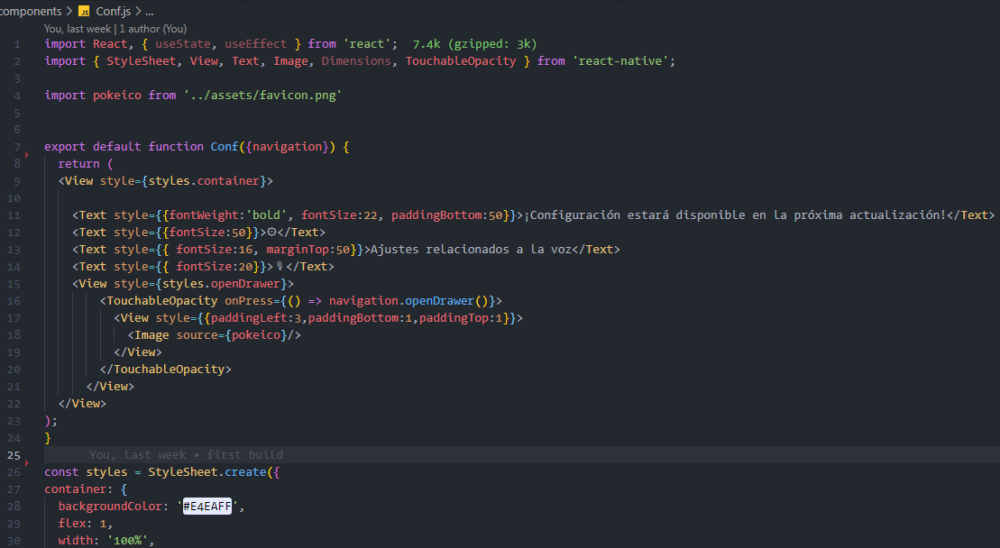 components > JS Conf.js > ...
You, last week | 1 author (You)
1 import React, { useState, useEffect } from 'react'; 7.4k (gzipped: 3k)
2 import { StyleSheet, View, Text, Image, Dimensions, TouchableOpacity } from 'react-native';
3
4 import pokeico from '../assets/favicon.png'
5
6
7 export default function Conf({navigation}) {
8 return (
9 <View style={styles.container}>
10
11 <Text style={{fontWeight:'bold', fontSize:22, paddingBottom:50}}>¡Configuración estará disponible en la próxima actualización!</Text>
12 <Text style={{fontSize:50}}>⚙</Text>
13 <Text style={{ fontSize:16, marginTop:50}}>Ajustes relacionados a la voz</Text>
14 <Text style={{ fontSize:20}}>🎙</Text>
15 <View style={styles.openDrawer}>
16 <TouchableOpacity onPress={() => navigation.openDrawer()}>
17 <View style={{paddingLeft:3,paddingBottom:1,paddingTop:1}}>
18 <Image source={pokeico}/>
19 </View>
20 </TouchableOpacity>
21 </View>
22 </View>
23 );
24 }
25 You, last week • first build
26 const styles = StyleSheet.create({
27 container: {
28 backgroundColor: '#E4EAFF',
29 flex: 1,
30 width: '100%',